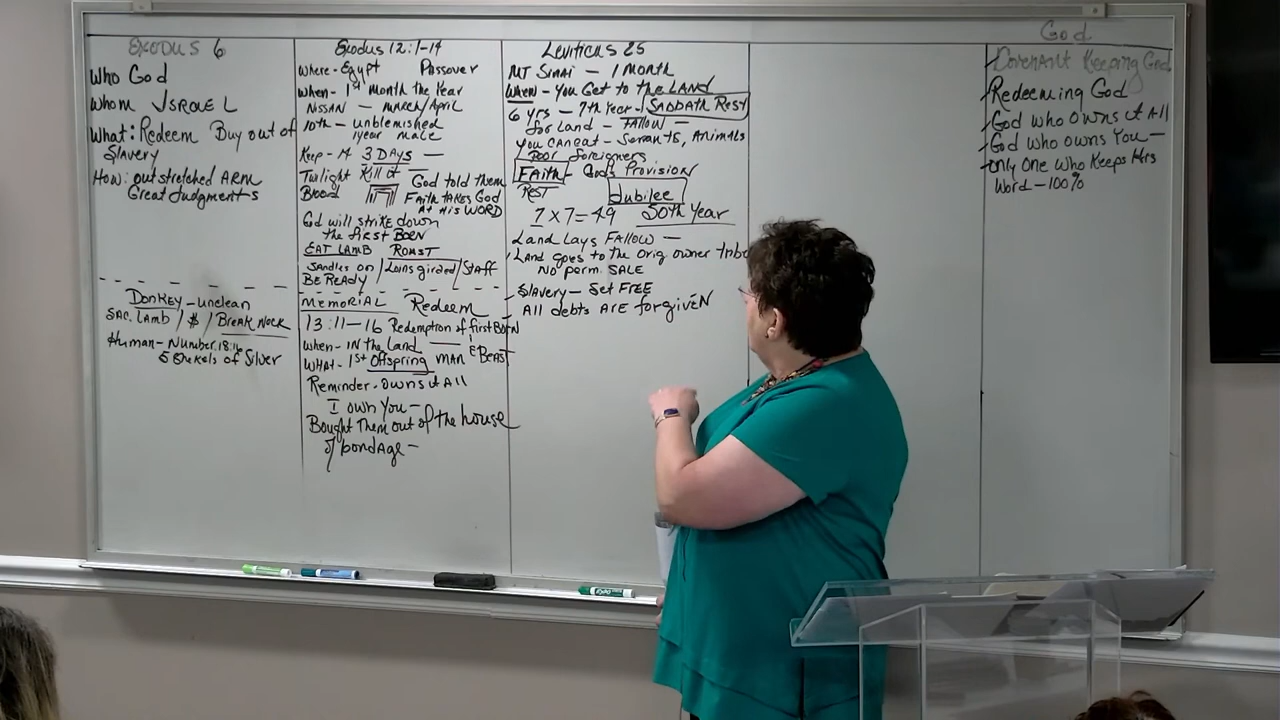 Exodus 6
Who God
Whom ISRAEL
What: Redeem Buy out of
Slavery
How: outstretched ARM
Great Judgments
Donkey - unclean
SAC. Lamb / $ / Break Neck
Human - Number 18:16
5 shekels of Silver
Exodus 12:1-14
Where - Egypt Passover
When - 1st Month the Year
NISSAN - MARCH/April
10th - unblemished
1year male
Keep - 14 3 DAYS -
Twilight Kill it
Blood
God told them
FAITH TAKES GOD
At His WORD
God will strike down
the First BORN
EAT LAMB ROAST
Sandles on / Loins girded / Staff
BE READY
MEMORIAL Redeem
13:11-16 Redemption of first BORN
when - IN the Land
WHAT - 1st Offspring MAN & BEAST
Reminder - owns it All
I own You -
Bought Them out of the house
of bondage -
Leviticus 25
MT SINAI - 1 MONTH
When - You Get to the LAND
6 yrs - 7th Year - SABBATH REST
for Land - FALLOW -
you can eat - Servants, Animals
Poor foreigners
FAITH - God's Provision
REST
Jubilee
7 x 7 = 49 50th Year
Land Lays Fallow -
Land goes to the orig owner tribe
NO perm. SALE
Slavery - Set FREE
All debts ARE forgiveN
God
Covenant Keeping God
Redeeming God
God who owns it All
God who owns You -
only One Who Keeps His
Word - 100%